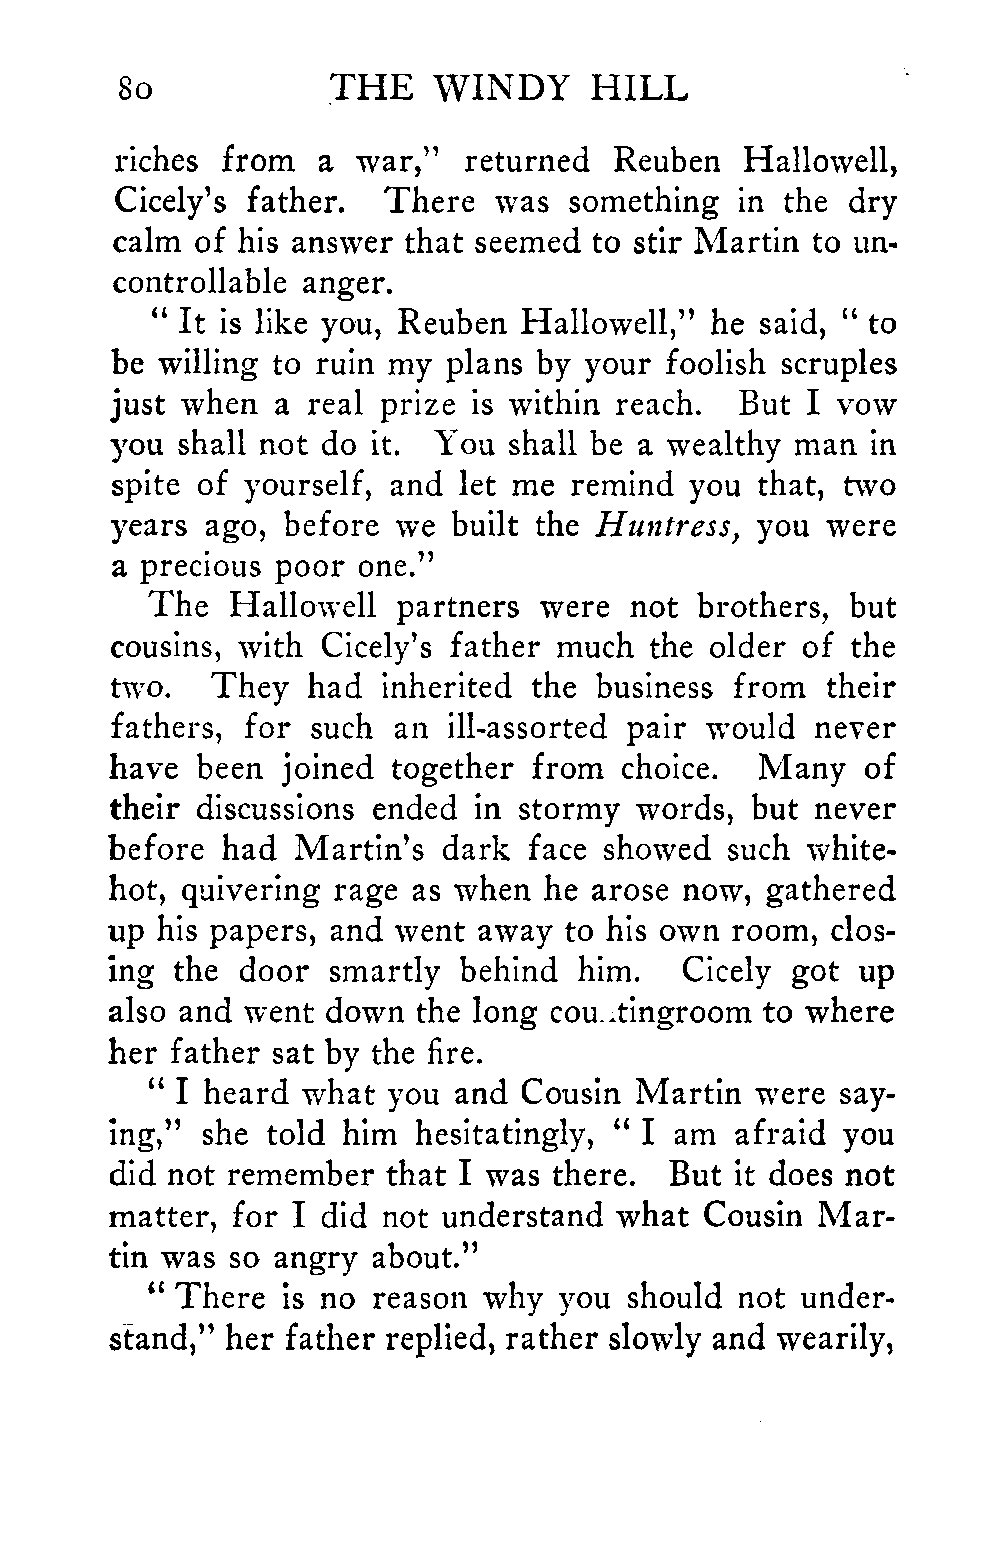 80 THE WINDY HILL
riches from a war," returned Reuben Hallowell,
Cicely's father. There was something in the dry
calm of his answer that seemed to stir Martin to un-
controllable anger.
" It is like you, Reuben Hallowell," he said, " to
be willing to ruin my plans by your foolish scruples
just when a real prize is within reach. But I vow
you shall not do it. You shall be a wealthy man in
spite of yourself, and let me remind you that, two
years ago, before we built the Huntress, you were
a precious poor one."
The Hallowell partners were not brothers, but
cousins, with Cicely's father much the older of the
two. They had inherited the business from their
fathers, for such an ill-assorted pair would never
have been joined together from choice. Many of
their discussions ended in stormy words, but never
before had Martin's dark face showed such white-
hot, quivering rage as when he arose now, gathered
up his papers, and went away to his own room, clos-
ing the door smartly behind him. Cicely got up
also and went down the long countingroom to where
her father sat by the fire.
" I heard what you and Cousin Martin were say-
ing," she told him hesitatingly, " I am afraid you
did not remember that I was there. But it does not
matter, for I did not understand what Cousin Mar-
tin was so angry about."
" There is no reason why you should not under-
stand," her father replied, rather slowly and wearily,